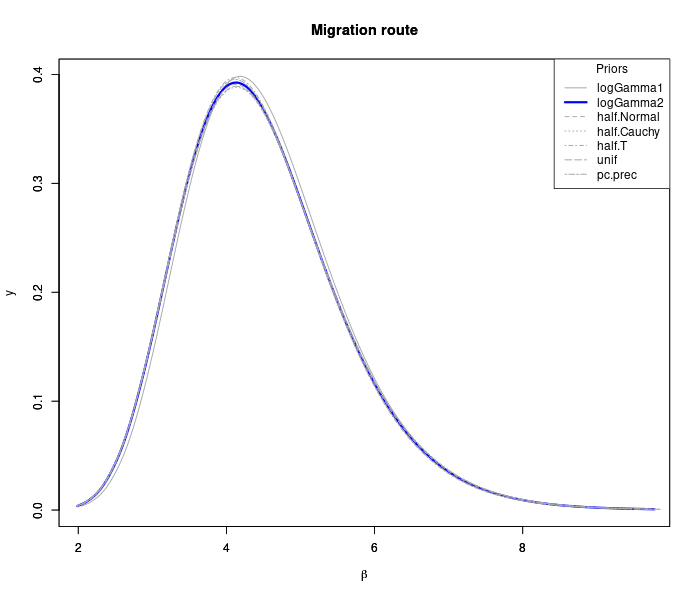 Migration route
Priors
logGamma1
logGamma2
half.Normal
half.Cauchy
half.T
unif
pc.prec
y
0.4
0.3
0.2
0.1
0.0
2 4 6 8
β